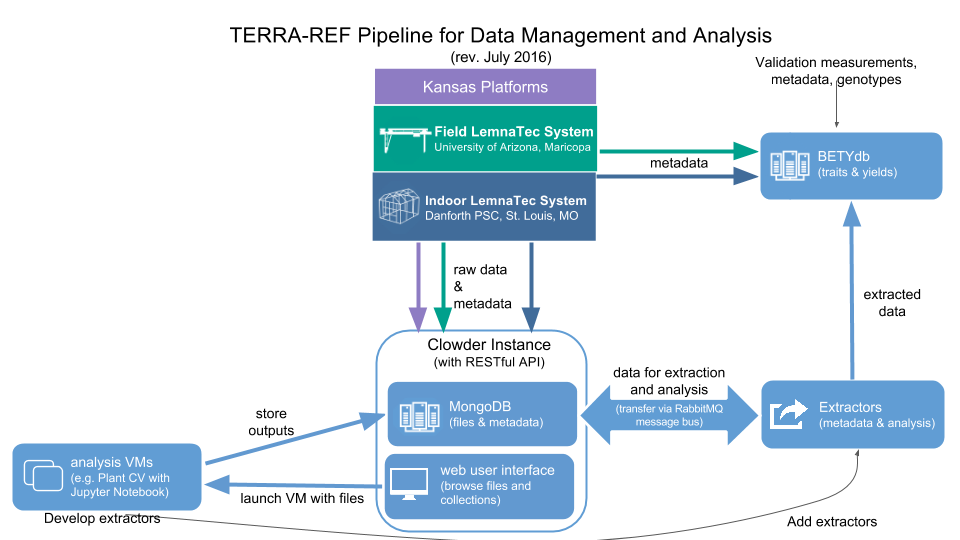 TERRA-REF Pipeline for Data Management and Analysis
(rev. July 2016)
Validation measurements,
metadata, genotypes
Kansas Platforms
Field LemnaTec System
University of Arizona, Maricopa
metadata
BETYdb
(traits & yields)
Indoor LemnaTec System
Danforth PSC, St. Louis, MO
raw data
&
metadata
extracted
data
Clowder Instance
(with RESTful API)
data for extraction
and analysis
(transfer via RabbitMQ
message bus)
MongoDB
(files & metadata)
Extractors
(metadata & analysis)
store
outputs
analysis VMs
(e.g. Plant CV with
Jupyter Notebook)
web user interface
(browse files and
collections)
launch VM with files
Develop extractors
Add extractors